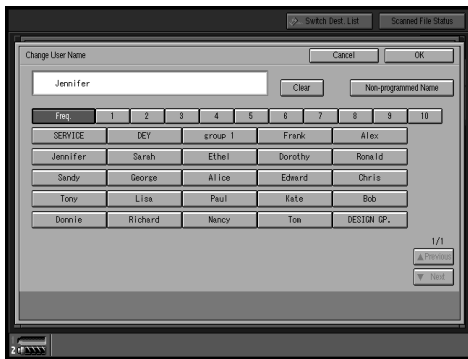 Switch Dest. List Scanned File Status
Change User Name Cancel OK
Jennifer Clear Non-programmed Name
Freq. 1 2 3 4 5 6 7 8 9 10
SERVICE DEY group 1 Frank Alex
Jennifer Sarah Ethel Dorothy Ronald
Sandy George Alice Edward Chris
Tony Lisa Paul Kate Bob
Donnie Richard Nancy Tom DESIGN GP.
1/1
▲ Previous
▼ Next
2